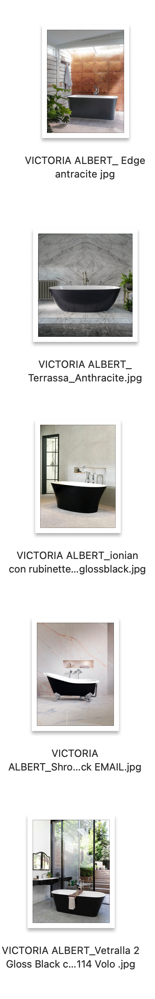 VICTORIA ALBERT_ Edge
antracite jpg
VICTORIA ALBERT_
Terrassa_Anthracite.jpg
VICTORIA ALBERT_ionian
con rubinette...glossblack.jpg
VICTORIA
ALBERT_Shro...ck EMAIL.jpg
VICTORIA ALBERT_Vetralla 2
Gloss Black c...114 Volo .jpg